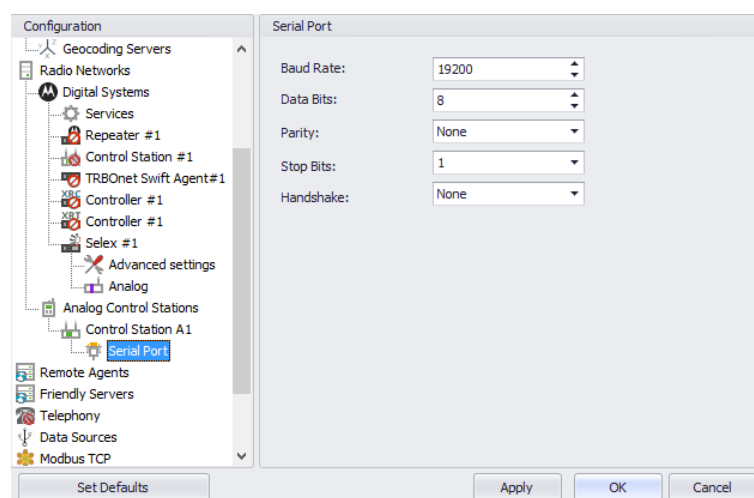 Configuration
Geocoding Servers
Radio Networks
Digital Systems
Services
Repeater #1
Control Station #1
TRBOnet Swift Agent#1
XRC
Controller #1
XRT
Controller #1
Selex #1
Advanced settings
Analog
Analog Control Stations
Control Station A1
Serial Port
Remote Agents
Friendly Servers
Telephony
Data Sources
Modbus TCP
Set Defaults
Serial Port
Baud Rate: 19200
Data Bits: 8
Parity: None
Stop Bits: 1
Handshake: None
Apply OK Cancel